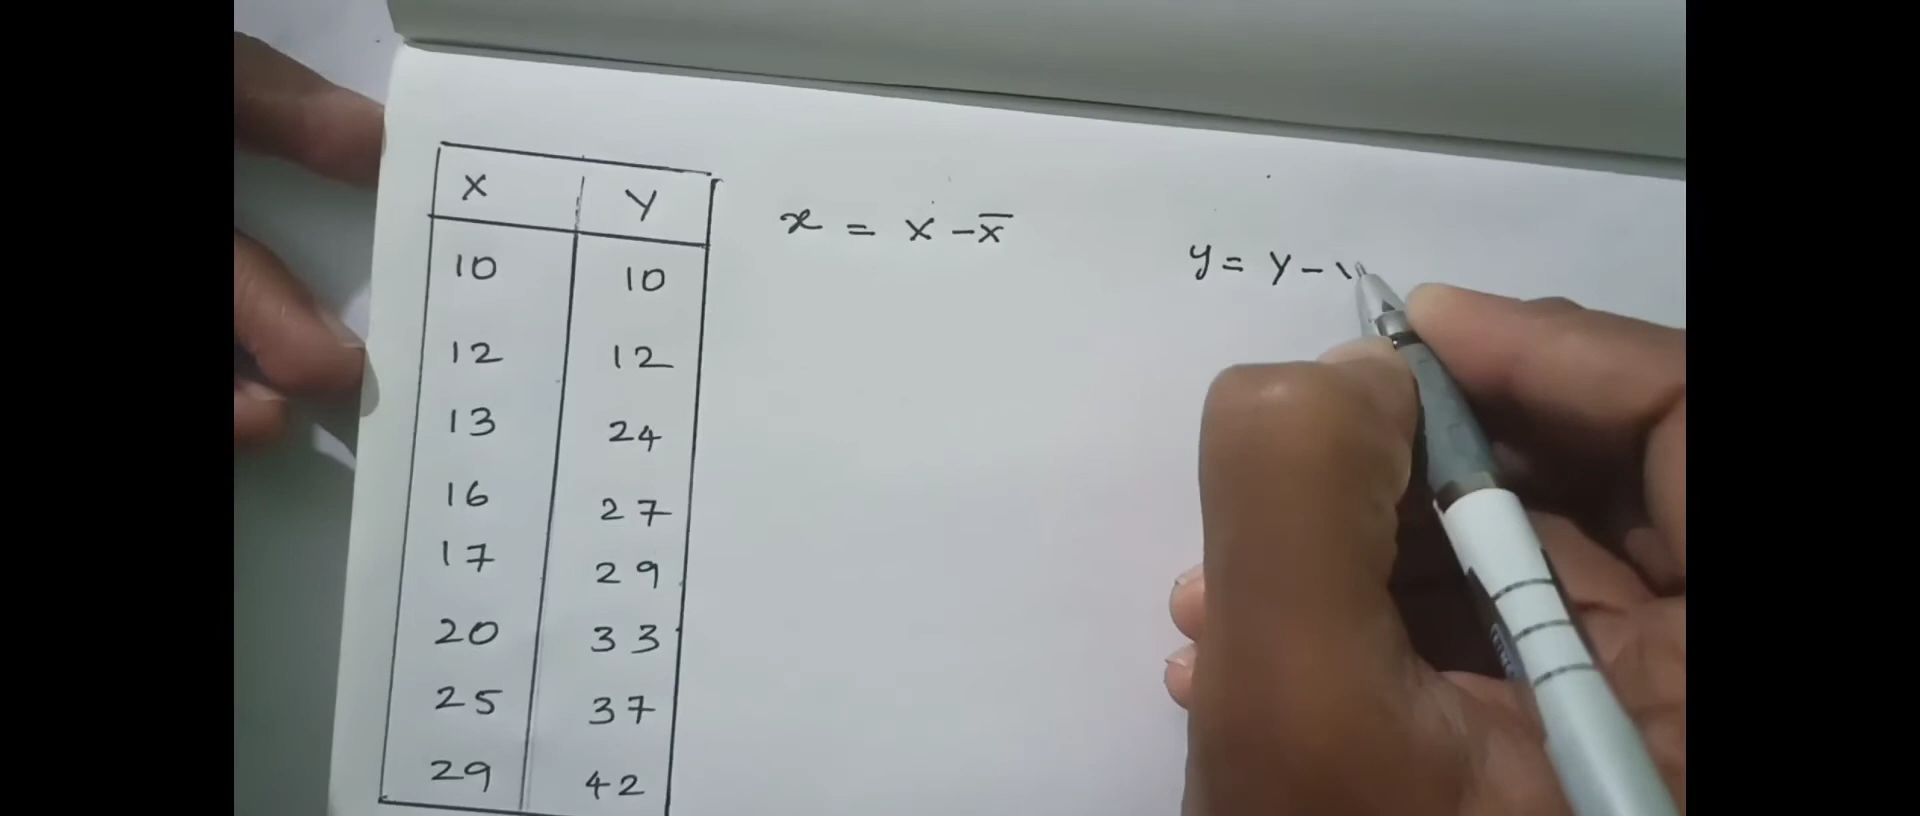 X Y
x = X - X̄
y = Y -
10 10
12 12
13 24
16 27
17 29
20 33
25 37
29 42